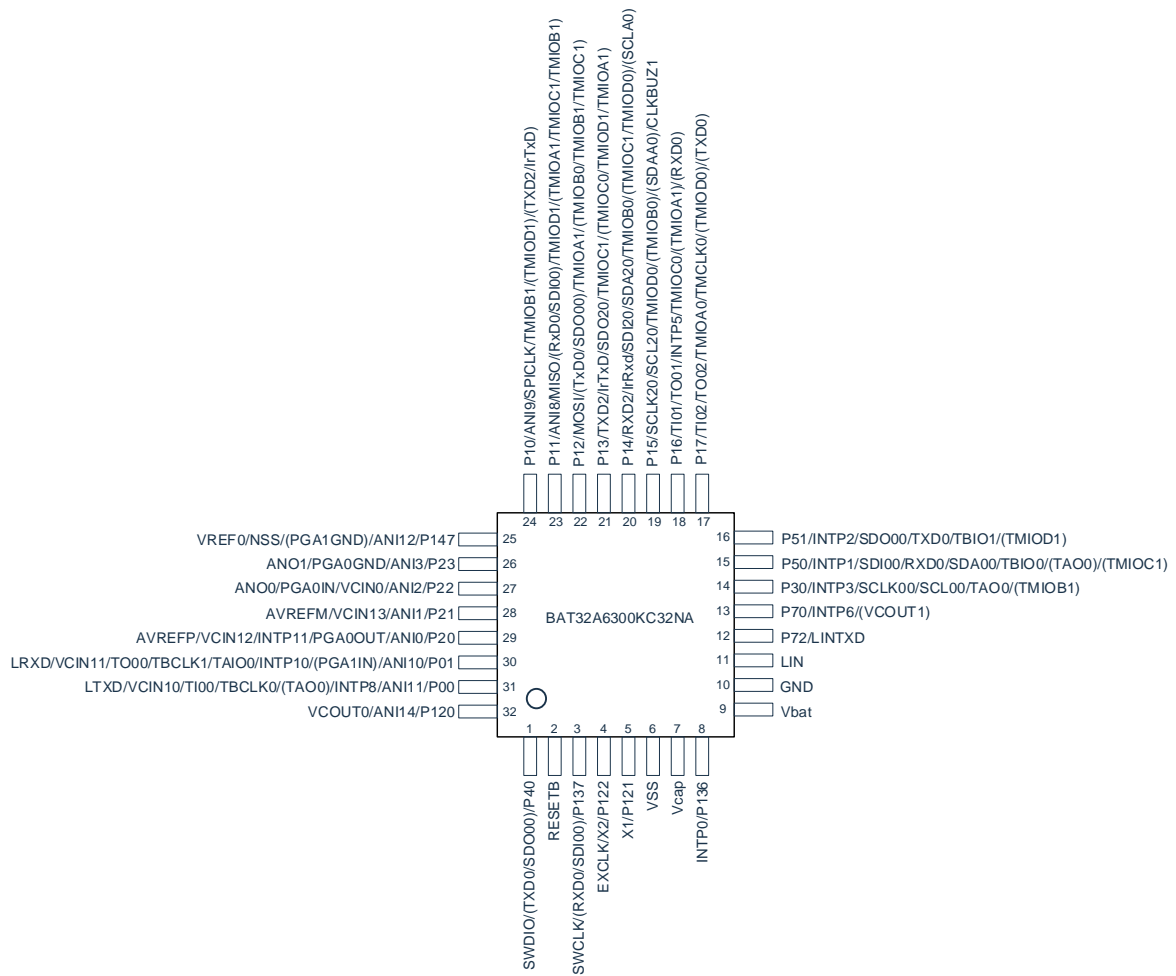 P10/ANI9/SPICLK/TMIOB1/(TMIOD1)/(TXD2/IrTxD)
P11/ANI8/MISO/(RxD0/SDI00)/TMIOD1/(TMIOA1/TMIOC1/TMIOB1)
P12/MOSI/(TxD0/SDO00)/TMIOA1/(TMIOB0/TMIOB1/TMIOC1)
P13/TXD2/IrTxD/SDO20/TMIOC1/(TMIOC0/TMIOD1/TMIOA1)
P14/RXD2/IrRxd/SDI20/SDA20/TMIOB0/(TMIOC1/TMIOD0)/(SCLA0)
P15/SCLK20/SCL20/TMIOD0/(TMIOB0)/(SDAA0)/CLKBUZ1
P16/TI01/TO01/INTP5/TMIOC0/(TMIOA1)/(RXD0)
P17/TI02/TO02/TMIOA0/TMCLK0/(TMIOD0)/(TXD0)
24 23 22 21 20 19 18 17
VREF0/NSS/(PGA1GND)/ANI12/P147 25
ANO1/PGA0GND/ANI3/P23 26
ANO0/PGA0IN/VCIN0/ANI2/P22 27
AVREFM/VCIN13/ANI1/P21 28
AVREFP/VCIN12/INTP11/PGA0OUT/ANI0/P20 29
LRXD/VCIN11/TO00/TBCLK1/TAIO0/INTP10/(PGA1IN)/ANI10/P01 30
LTXD/VCIN10/TI00/TBCLK0/(TAO0)/INTP8/ANI11/P00 31
VCOUT0/ANI14/P120 32
BAT32A6300KC32NA
16 P51/INTP2/SDO00/TXD0/TBIO1/(TMIOD1)
15 P50/INTP1/SDI00/RXD0/SDA00/TBIO0/(TAO0)/(TMIOC1)
14 P30/INTP3/SCLK00/SCL00/TAO0/(TMIOB1)
13 P70/INTP6/(VCOUT1)
12 P72/LINTXD
11 LIN
10 GND
9 Vbat
1 2 3 4 5 6 7 8
SWDIO/(TXD0/SDO00)/P40
RESETB
SWCLK/(RXD0/SDI00)/P137
EXCLK/X2/P122
X1/P121
VSS
Vcap
INTP0/P136